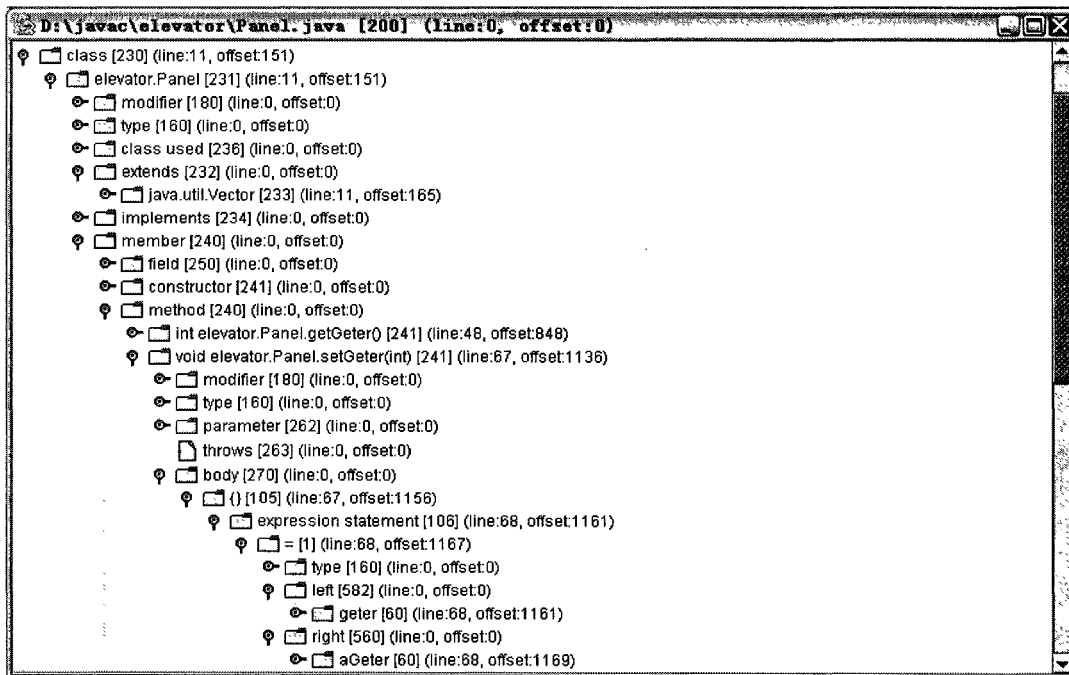 D:\javac\elevator\Panel.java [200] (line:0, offset:0)
class [230] (line:11, offset:151)
elevator.Panel [231] (line:11, offset:151)
modifier [180] (line:0, offset:0)
type [160] (line:0, offset:0)
class used [236] (line:0, offset:0)
extends [232] (line:0, offset:0)
java.util.Vector [233] (line:11, offset:165)
implements [234] (line:0, offset:0)
member [240] (line:0, offset:0)
field [250] (line:0, offset:0)
constructor [241] (line:0, offset:0)
method [240] (line:0, offset:0)
int elevator.Panel.getGeter() [241] (line:48, offset:848)
void elevator.Panel.setGeter(int) [241] (line:67, offset:1136)
modifier [180] (line:0, offset:0)
type [160] (line:0, offset:0)
parameter [262] (line:0, offset:0)
throws [263] (line:0, offset:0)
body [270] (line:0, offset:0)
{} [105] (line:67, offset:1156)
expression statement [106] (line:68, offset:1161)
= [1] (line:68, offset:1167)
type [160] (line:0, offset:0)
left [582] (line:0, offset:0)
geter [60] (line:68, offset:1161)
right [560] (line:0, offset:0)
aGeter [60] (line:68, offset:1169)